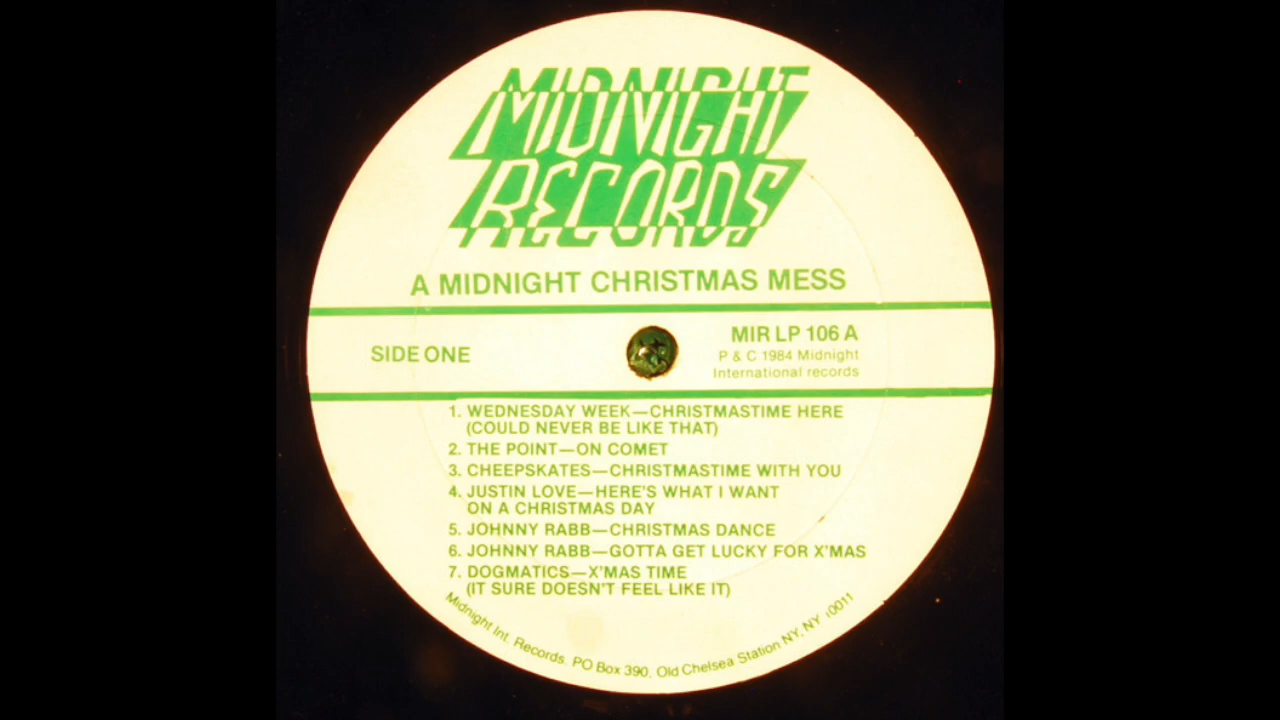 MIDNIGHT
RECORDS
A MIDNIGHT CHRISTMAS MESS
SIDE ONE
MIR LP 106 A
P & C 1984 Midnight
International records
1. WEDNESDAY WEEK—CHRISTMASTIME HERE
(COULD NEVER BE LIKE THAT)
2. THE POINT—ON COMET
3. CHEEPSKATES—CHRISTMASTIME WITH YOU
4. JUSTIN LOVE—HERE'S WHAT I WANT
ON A CHRISTMAS DAY
5. JOHNNY RABB—CHRISTMAS DANCE
6. JOHNNY RABB—GOTTA GET LUCKY FOR X'MAS
7. DOGMATICS—X'MAS TIME
(IT SURE DOESN'T FEEL LIKE IT)
Midnight Int. Records. PO Box 390, Old Chelsea Station NY, NY 10011